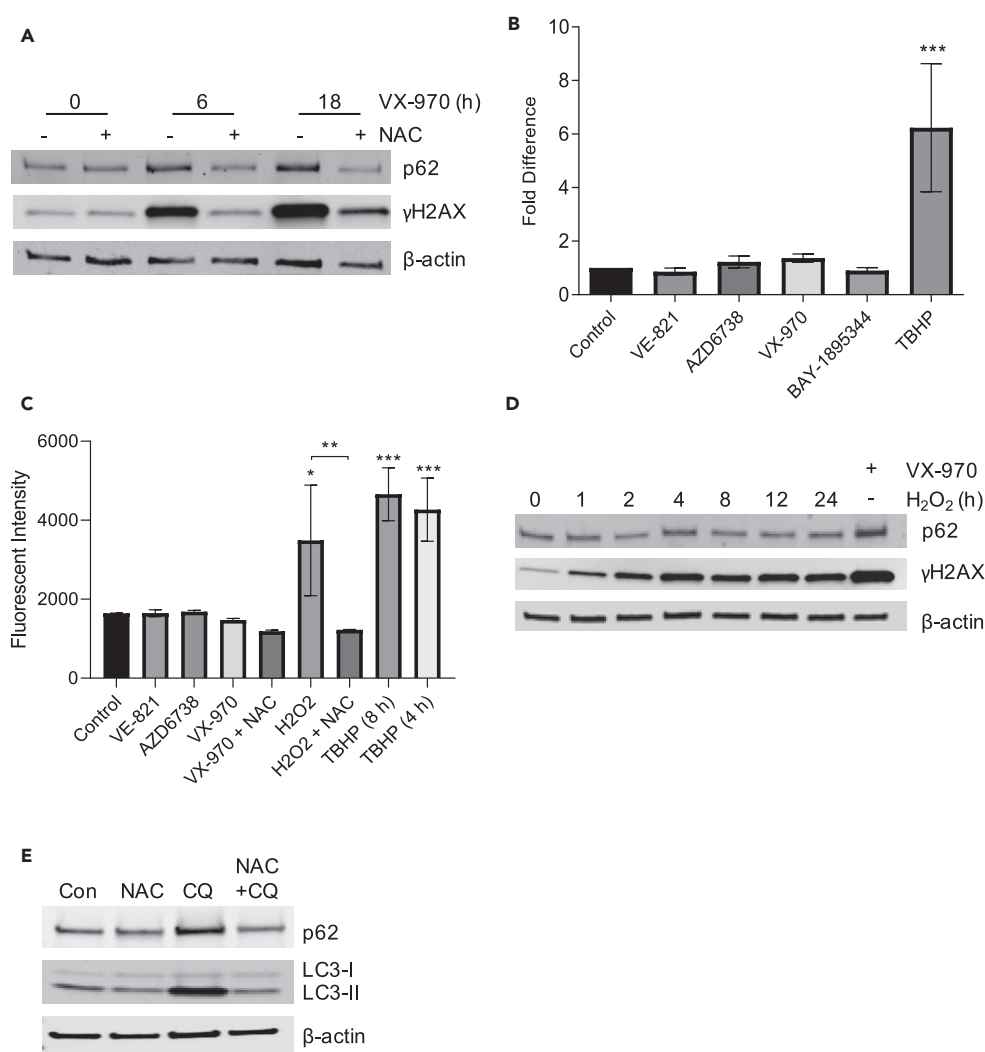 A
0 6 18 VX-970 (h)
- + - + - + NAC
p62
γH2AX
β-actin
B
10
8
6
4
2
0
Fold Difference
***
Control
VE-821
AZD6738
VX-970
BAY-1895344
TBHP
C
6000
4000
2000
0
Fluorescent Intensity
**
* *** ***
Control
VE-821
AZD6738
VX-970
VX-970 + NAC
H2O2
H2O2 + NAC
TBHP (8 h)
TBHP (4 h)
D
+ VX-970
0 1 2 4 8 12 24 - H₂O₂ (h)
p62
γH2AX
β-actin
E
Con NAC CQ NAC +CQ
p62
LC3-I
LC3-II
β-actin